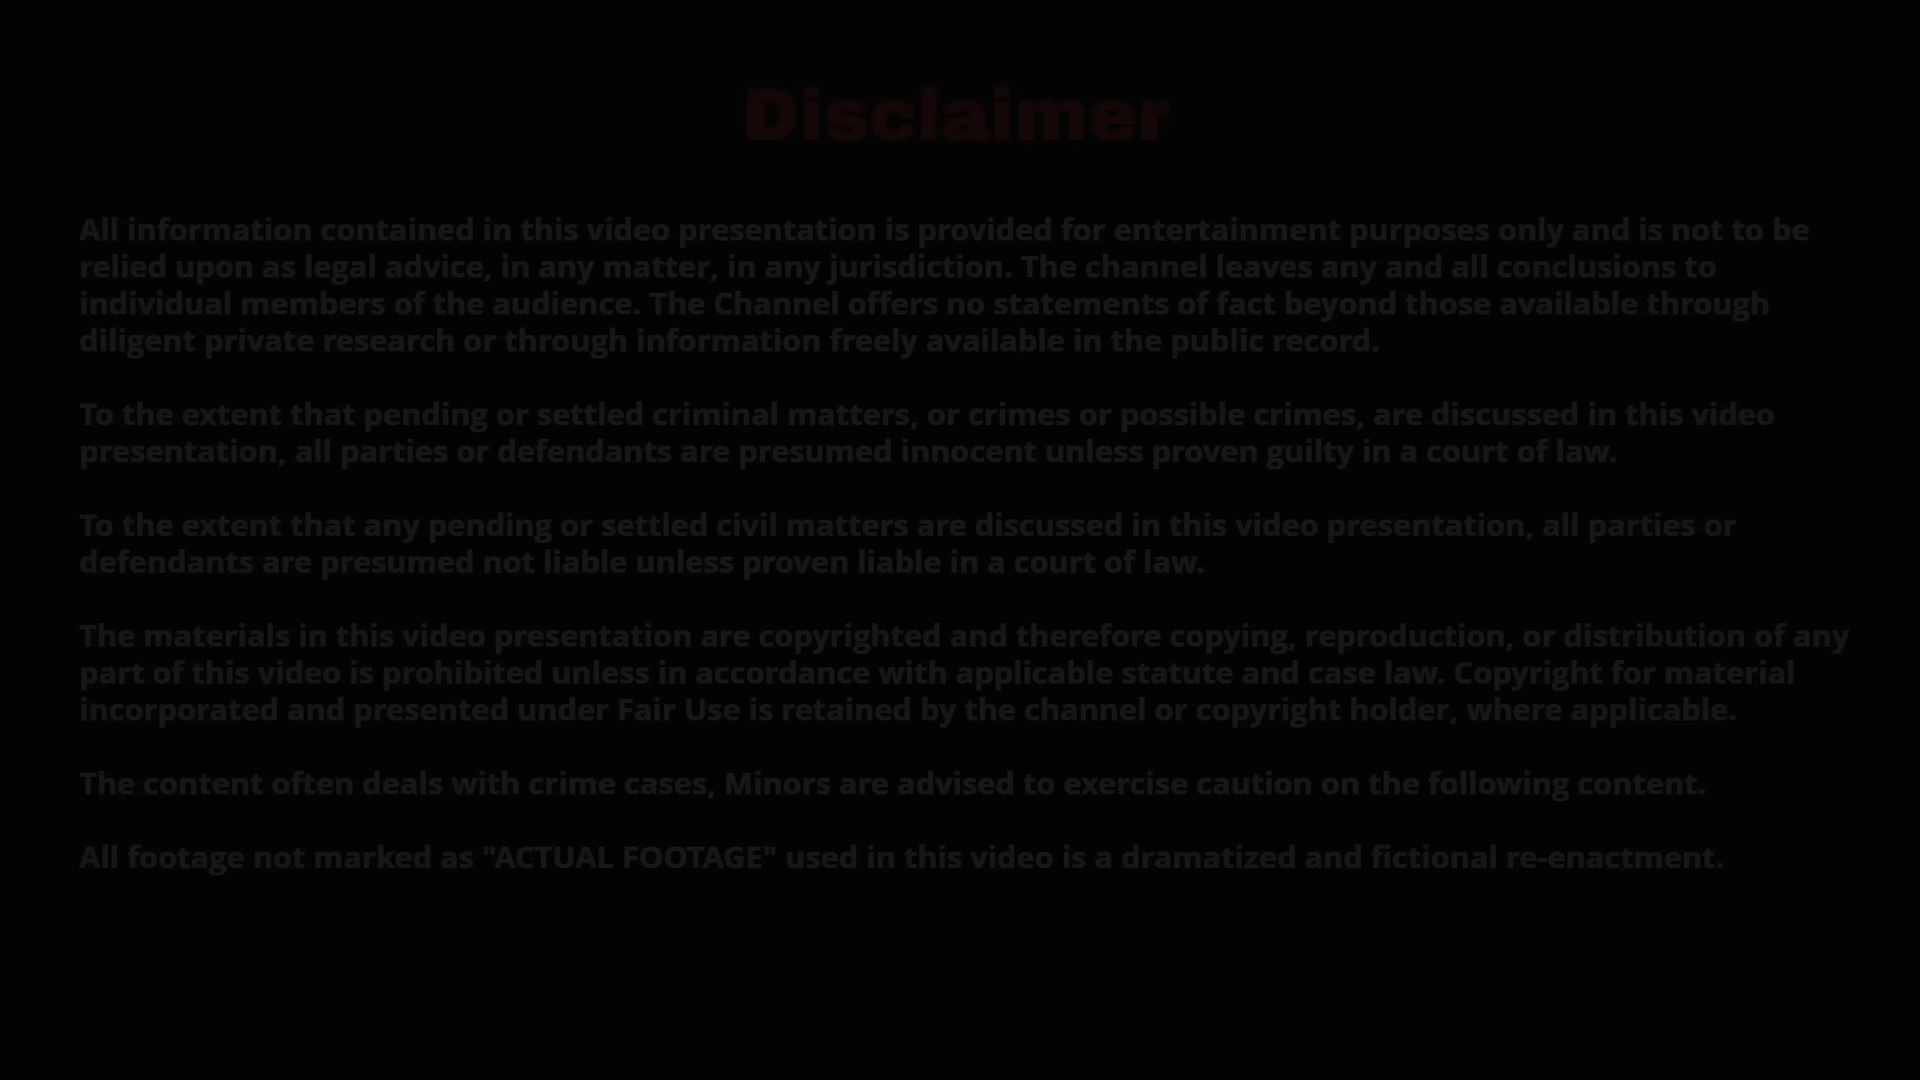 Disclaimer
All information contained in this video presentation is provided for entertainment purposes only and is not to be
relied upon as legal advice, in any matter, in any jurisdiction. The channel leaves any and all conclusions to
individual members of the audience. The Channel offers no statements of fact beyond those available through
diligent private research or through information freely available in the public record.
To the extent that pending or settled criminal matters, or crimes or possible crimes, are discussed in this video
presentation, all parties or defendants are presumed innocent unless proven guilty in a court of law.
To the extent that any pending or settled civil matters are discussed in this video presentation, all parties or
defendants are presumed not liable unless proven liable in a court of law.
The materials in this video presentation are copyrighted and therefore copying, reproduction, or distribution of any
part of this video is prohibited unless in accordance with applicable statute and case law. Copyright for material
incorporated and presented under Fair Use is retained by the channel or copyright holder, where applicable.
The content often deals with crime cases, Minors are advised to exercise caution on the following content.
All footage not marked as "ACTUAL FOOTAGE" used in this video is a dramatized and fictional re-enactment.